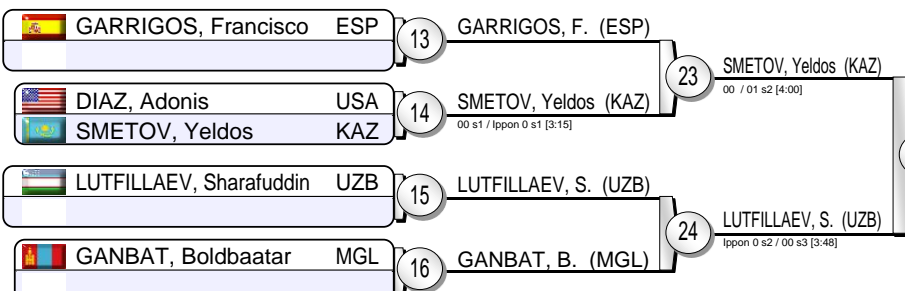 GARRIGOS, Francisco ESP
13
GARRIGOS, F. (ESP)
23
SMETOV, Yeldos (KAZ)
00 / 01 s2 [4:00]
DIAZ, Adonis USA
SMETOV, Yeldos KAZ
14
SMETOV, Yeldos (KAZ)
00 s1 / Ippon 0 s1 [3:15]
LUTFILLAEV, Sharafuddin UZB
15
LUTFILLAEV, S. (UZB)
24
LUTFILLAEV, S. (UZB)
Ippon 0 s2 / 00 s3 [3:48]
GANBAT, Boldbaatar MGL
16
GANBAT, B. (MGL)